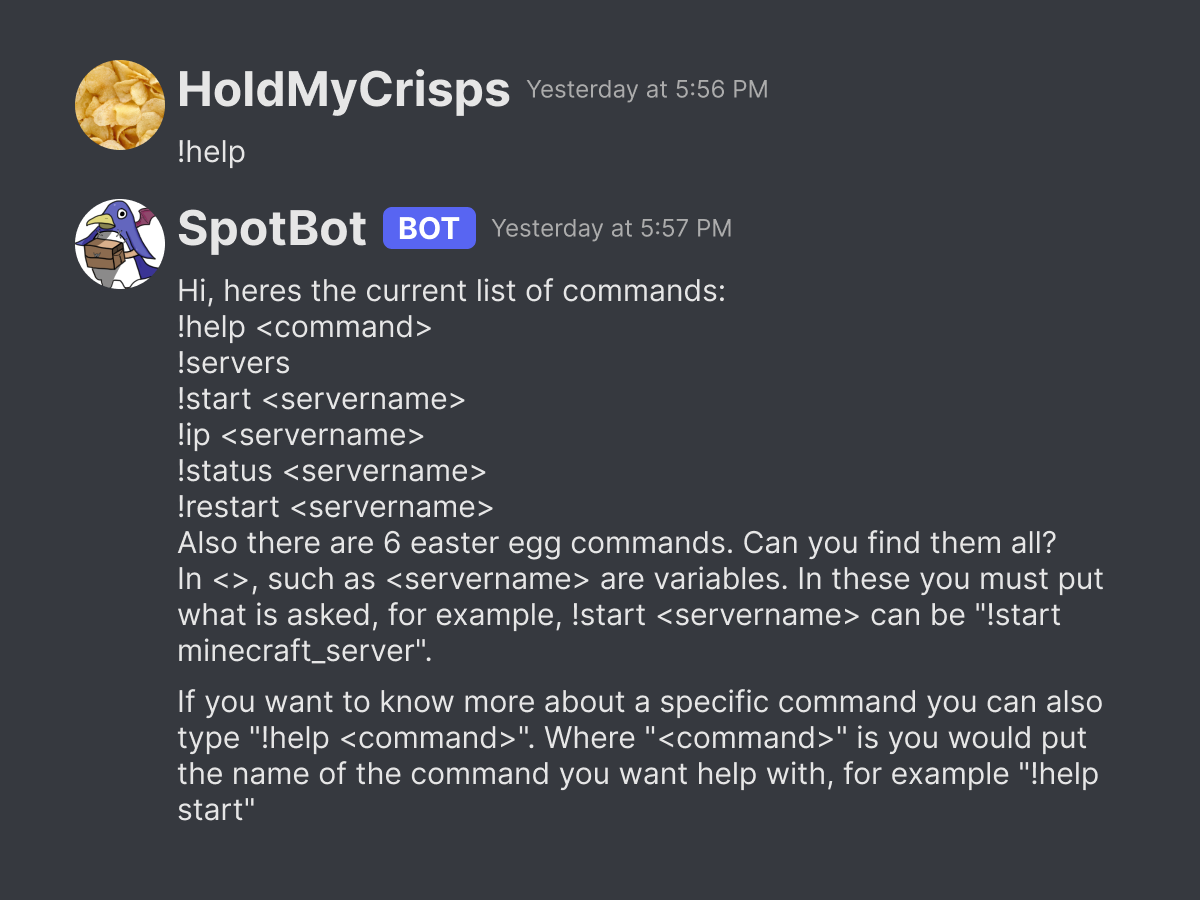 HoldMyCrisps Yesterday at 5:56 PM
!help
SpotBot BOT Yesterday at 5:57 PM
Hi, heres the current list of commands:
!help <command>
!servers
!start <servername>
!ip <servername>
!status <servername>
!restart <servername>
Also there are 6 easter egg commands. Can you find them all?
In <>, such as <servername> are variables. In these you must put
what is asked, for example, !start <servername> can be "!start
minecraft_server".
If you want to know more about a specific command you can also
type "!help <command>". Where "<command>" is you would put
the name of the command you want help with, for example "!help
start"